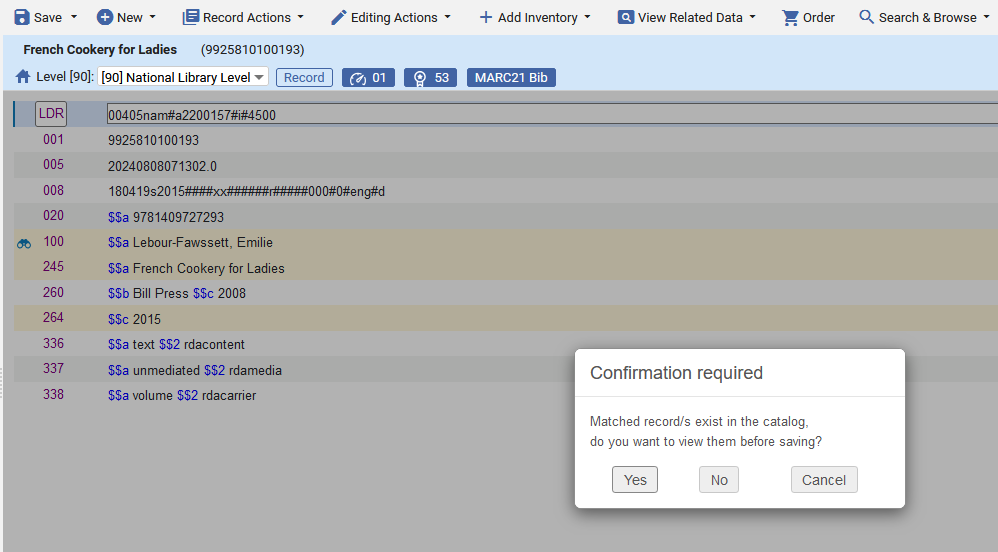 Save New Record Actions Editing Actions Add Inventory View Related Data Order Search & Browse
French Cookery for Ladies (9925810100193)
Level [90]: [90] National Library Level Record 01 53 MARC21 Bib
LDR 00405nam#a2200157#i#4500
001 9925810100193
005 20240808071302.0
008 180419s2015####xx######r#####000#0#eng#d
020 $$a 9781409727293
100 $$a Lebour-Fawssett, Emilie
245 $$a French Cookery for Ladies
260 $$b Bill Press $$c 2008
264 $$c 2015
336 $$a text $$2 rdacontent
337 $$a unmediated $$2 rdamedia
338 $$a volume $$2 rdacarrier
Confirmation required
Matched record/s exist in the catalog,
do you want to view them before saving?
Yes No Cancel